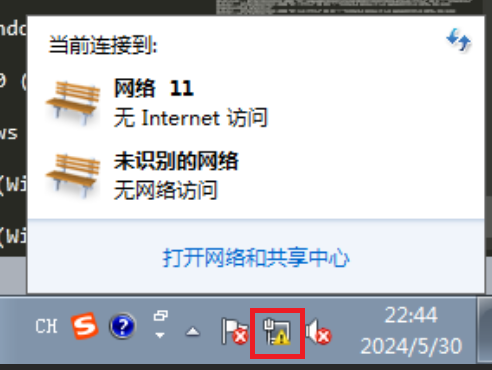 当前连接到:
网络 11
无 Internet 访问
未识别的网络
无网络访问
打开网络和共享中心
CH
22:44
2024/5/30
ndo
0 (
ws
(Wi
(Wi